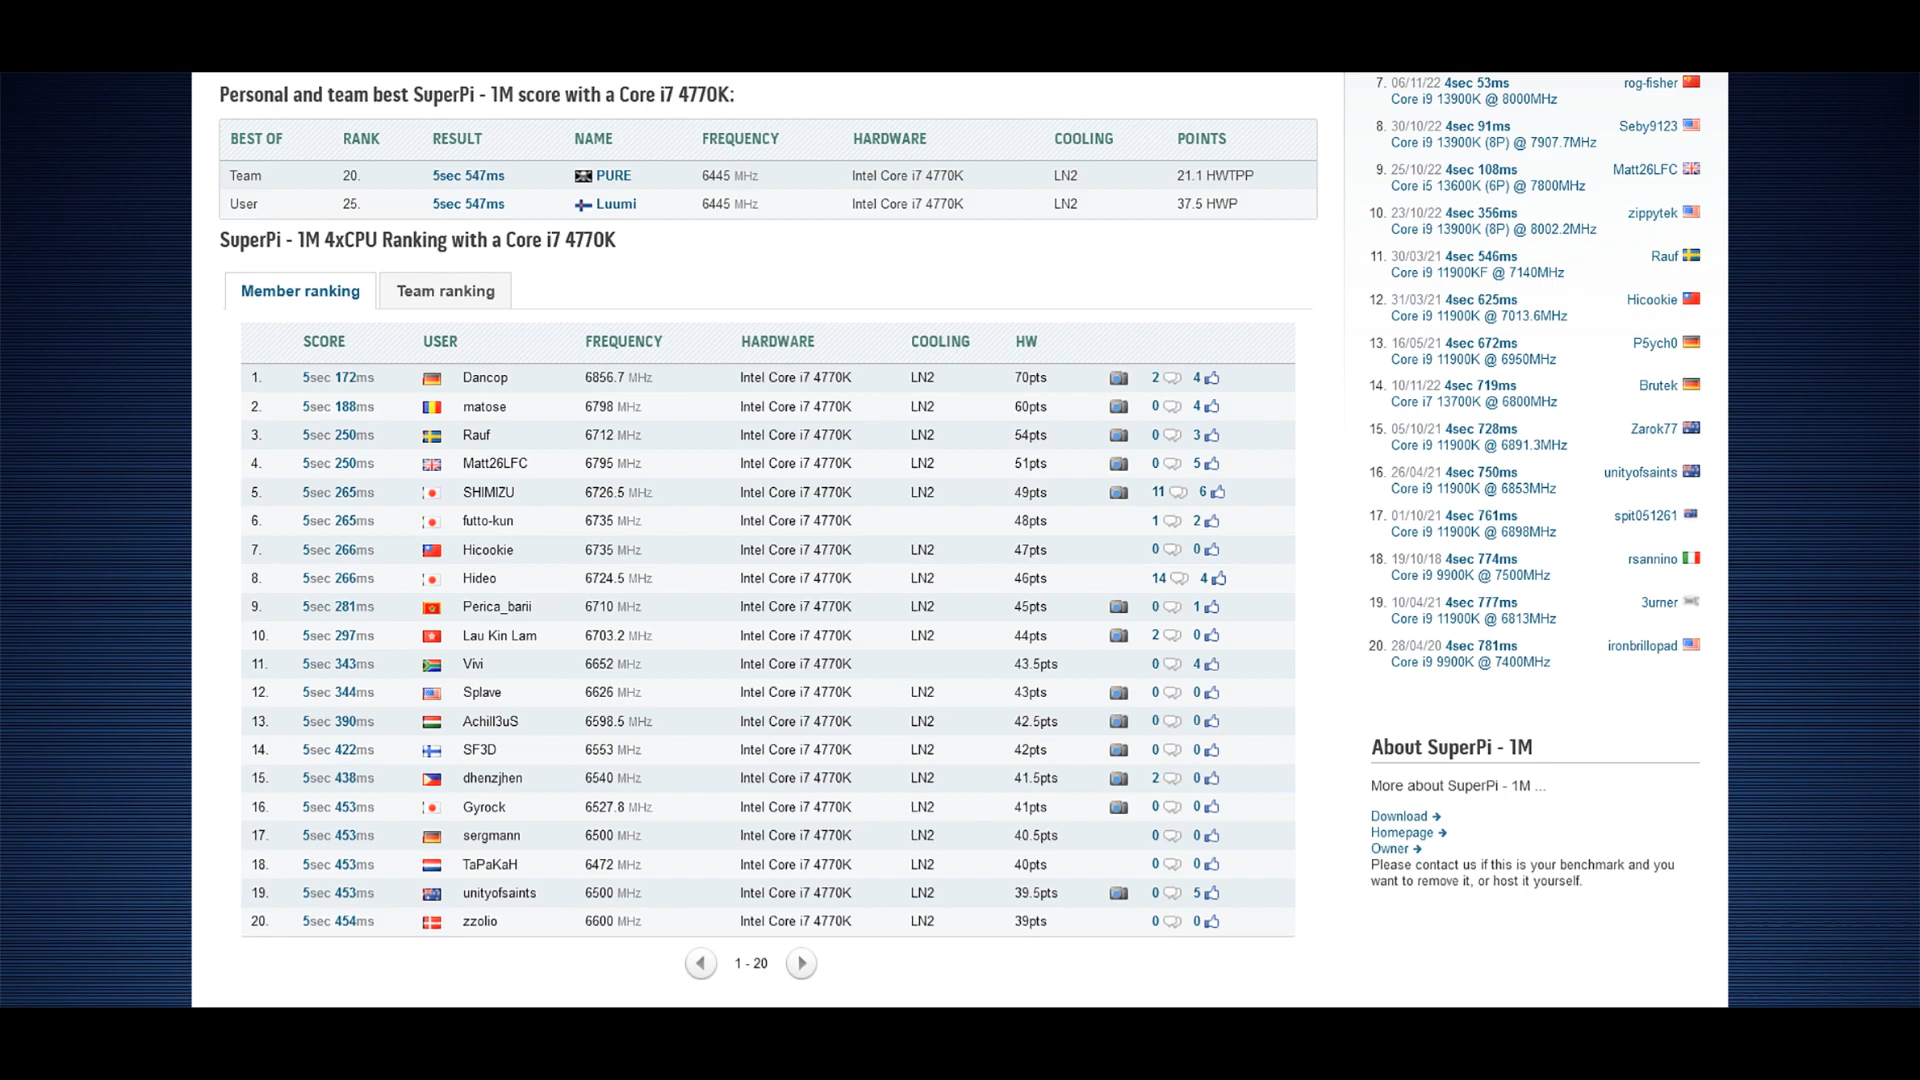 Personal and team best SuperPi - 1M score with a Core i7 4770K:
BEST OF RANK RESULT NAME FREQUENCY HARDWARE COOLING POINTS
Team 20. 5sec 547ms PURE 6445 MHz Intel Core i7 4770K LN2 21.1 HWTPP
User 25. 5sec 547ms Luumi 6445 MHz Intel Core i7 4770K LN2 37.5 HWP
SuperPi - 1M 4xCPU Ranking with a Core i7 4770K
Member ranking Team ranking
SCORE USER FREQUENCY HARDWARE COOLING HW
1. 5sec 172ms Dancop 6856.7 MHz Intel Core i7 4770K LN2 70pts 2 4
2. 5sec 188ms matose 6798 MHz Intel Core i7 4770K LN2 60pts 0 4
3. 5sec 250ms Rauf 6712 MHz Intel Core i7 4770K LN2 54pts 0 3
4. 5sec 250ms Matt26LFC 6795 MHz Intel Core i7 4770K LN2 51pts 0 5
5. 5sec 265ms SHIMIZU 6726.5 MHz Intel Core i7 4770K LN2 49pts 11 6
6. 5sec 265ms futto-kun 6735 MHz Intel Core i7 4770K 48pts 1 2
7. 5sec 266ms Hicookie 6735 MHz Intel Core i7 4770K LN2 47pts 0 0
8. 5sec 266ms Hideo 6724.5 MHz Intel Core i7 4770K LN2 46pts 14 4
9. 5sec 281ms Perica_barii 6710 MHz Intel Core i7 4770K LN2 45pts 0 1
10. 5sec 297ms Lau Kin Lam 6703.2 MHz Intel Core i7 4770K LN2 44pts 2 0
11. 5sec 343ms Vivi 6652 MHz Intel Core i7 4770K 43.5pts 0 4
12. 5sec 344ms Splave 6626 MHz Intel Core i7 4770K LN2 43pts 0 0
13. 5sec 390ms Achill3uS 6598.5 MHz Intel Core i7 4770K LN2 42.5pts 0 0
14. 5sec 422ms SF3D 6553 MHz Intel Core i7 4770K LN2 42pts 0 0
15. 5sec 438ms dhenzjhen 6540 MHz Intel Core i7 4770K LN2 41.5pts 2 0
16. 5sec 453ms Gyrock 6527.8 MHz Intel Core i7 4770K LN2 41pts 0 0
17. 5sec 453ms sergmann 6500 MHz Intel Core i7 4770K LN2 40.5pts 0 0
18. 5sec 453ms TaPaKaH 6472 MHz Intel Core i7 4770K LN2 40pts 0 0
19. 5sec 453ms unityofsaints 6500 MHz Intel Core i7 4770K LN2 39.5pts 0 5
20. 5sec 454ms zzolio 6600 MHz Intel Core i7 4770K LN2 39pts 0 0
1 - 20
7. 06/11/22 4sec 53ms rog-fisher
Core i9 13900K @ 8000MHz
8. 30/10/22 4sec 91ms Seby9123
Core i9 13900K (8P) @ 7907.7MHz
9. 25/10/22 4sec 108ms Matt26LFC
Core i5 13600K (6P) @ 7800MHz
10. 23/10/22 4sec 356ms zippytek
Core i9 13900K (8P) @ 8002.2MHz
11. 30/03/21 4sec 546ms Rauf
Core i9 11900KF @ 7140MHz
12. 31/03/21 4sec 625ms Hicookie
Core i9 11900K @ 7013.6MHz
13. 16/05/21 4sec 672ms P5ych0
Core i9 11900K @ 6950MHz
14. 10/11/22 4sec 719ms Brutek
Core i7 13700K @ 6800MHz
15. 05/10/21 4sec 728ms Zarok77
Core i9 11900K @ 6891.3MHz
16. 26/04/21 4sec 750ms unityofsaints
Core i9 11900K @ 6853MHz
17. 01/10/21 4sec 761ms spit051261
Core i9 11900K @ 6898MHz
18. 19/10/18 4sec 774ms rsannino
Core i9 9900K @ 7500MHz
19. 10/04/21 4sec 777ms 3urner
Core i9 11900K @ 6813MHz
20. 28/04/20 4sec 781ms ironbrillopad
Core i9 9900K @ 7400MHz
About SuperPi - 1M
More about SuperPi - 1M ...
Download
Homepage
Owner
Please contact us if this is your benchmark and you
want to remove it, or host it yourself.